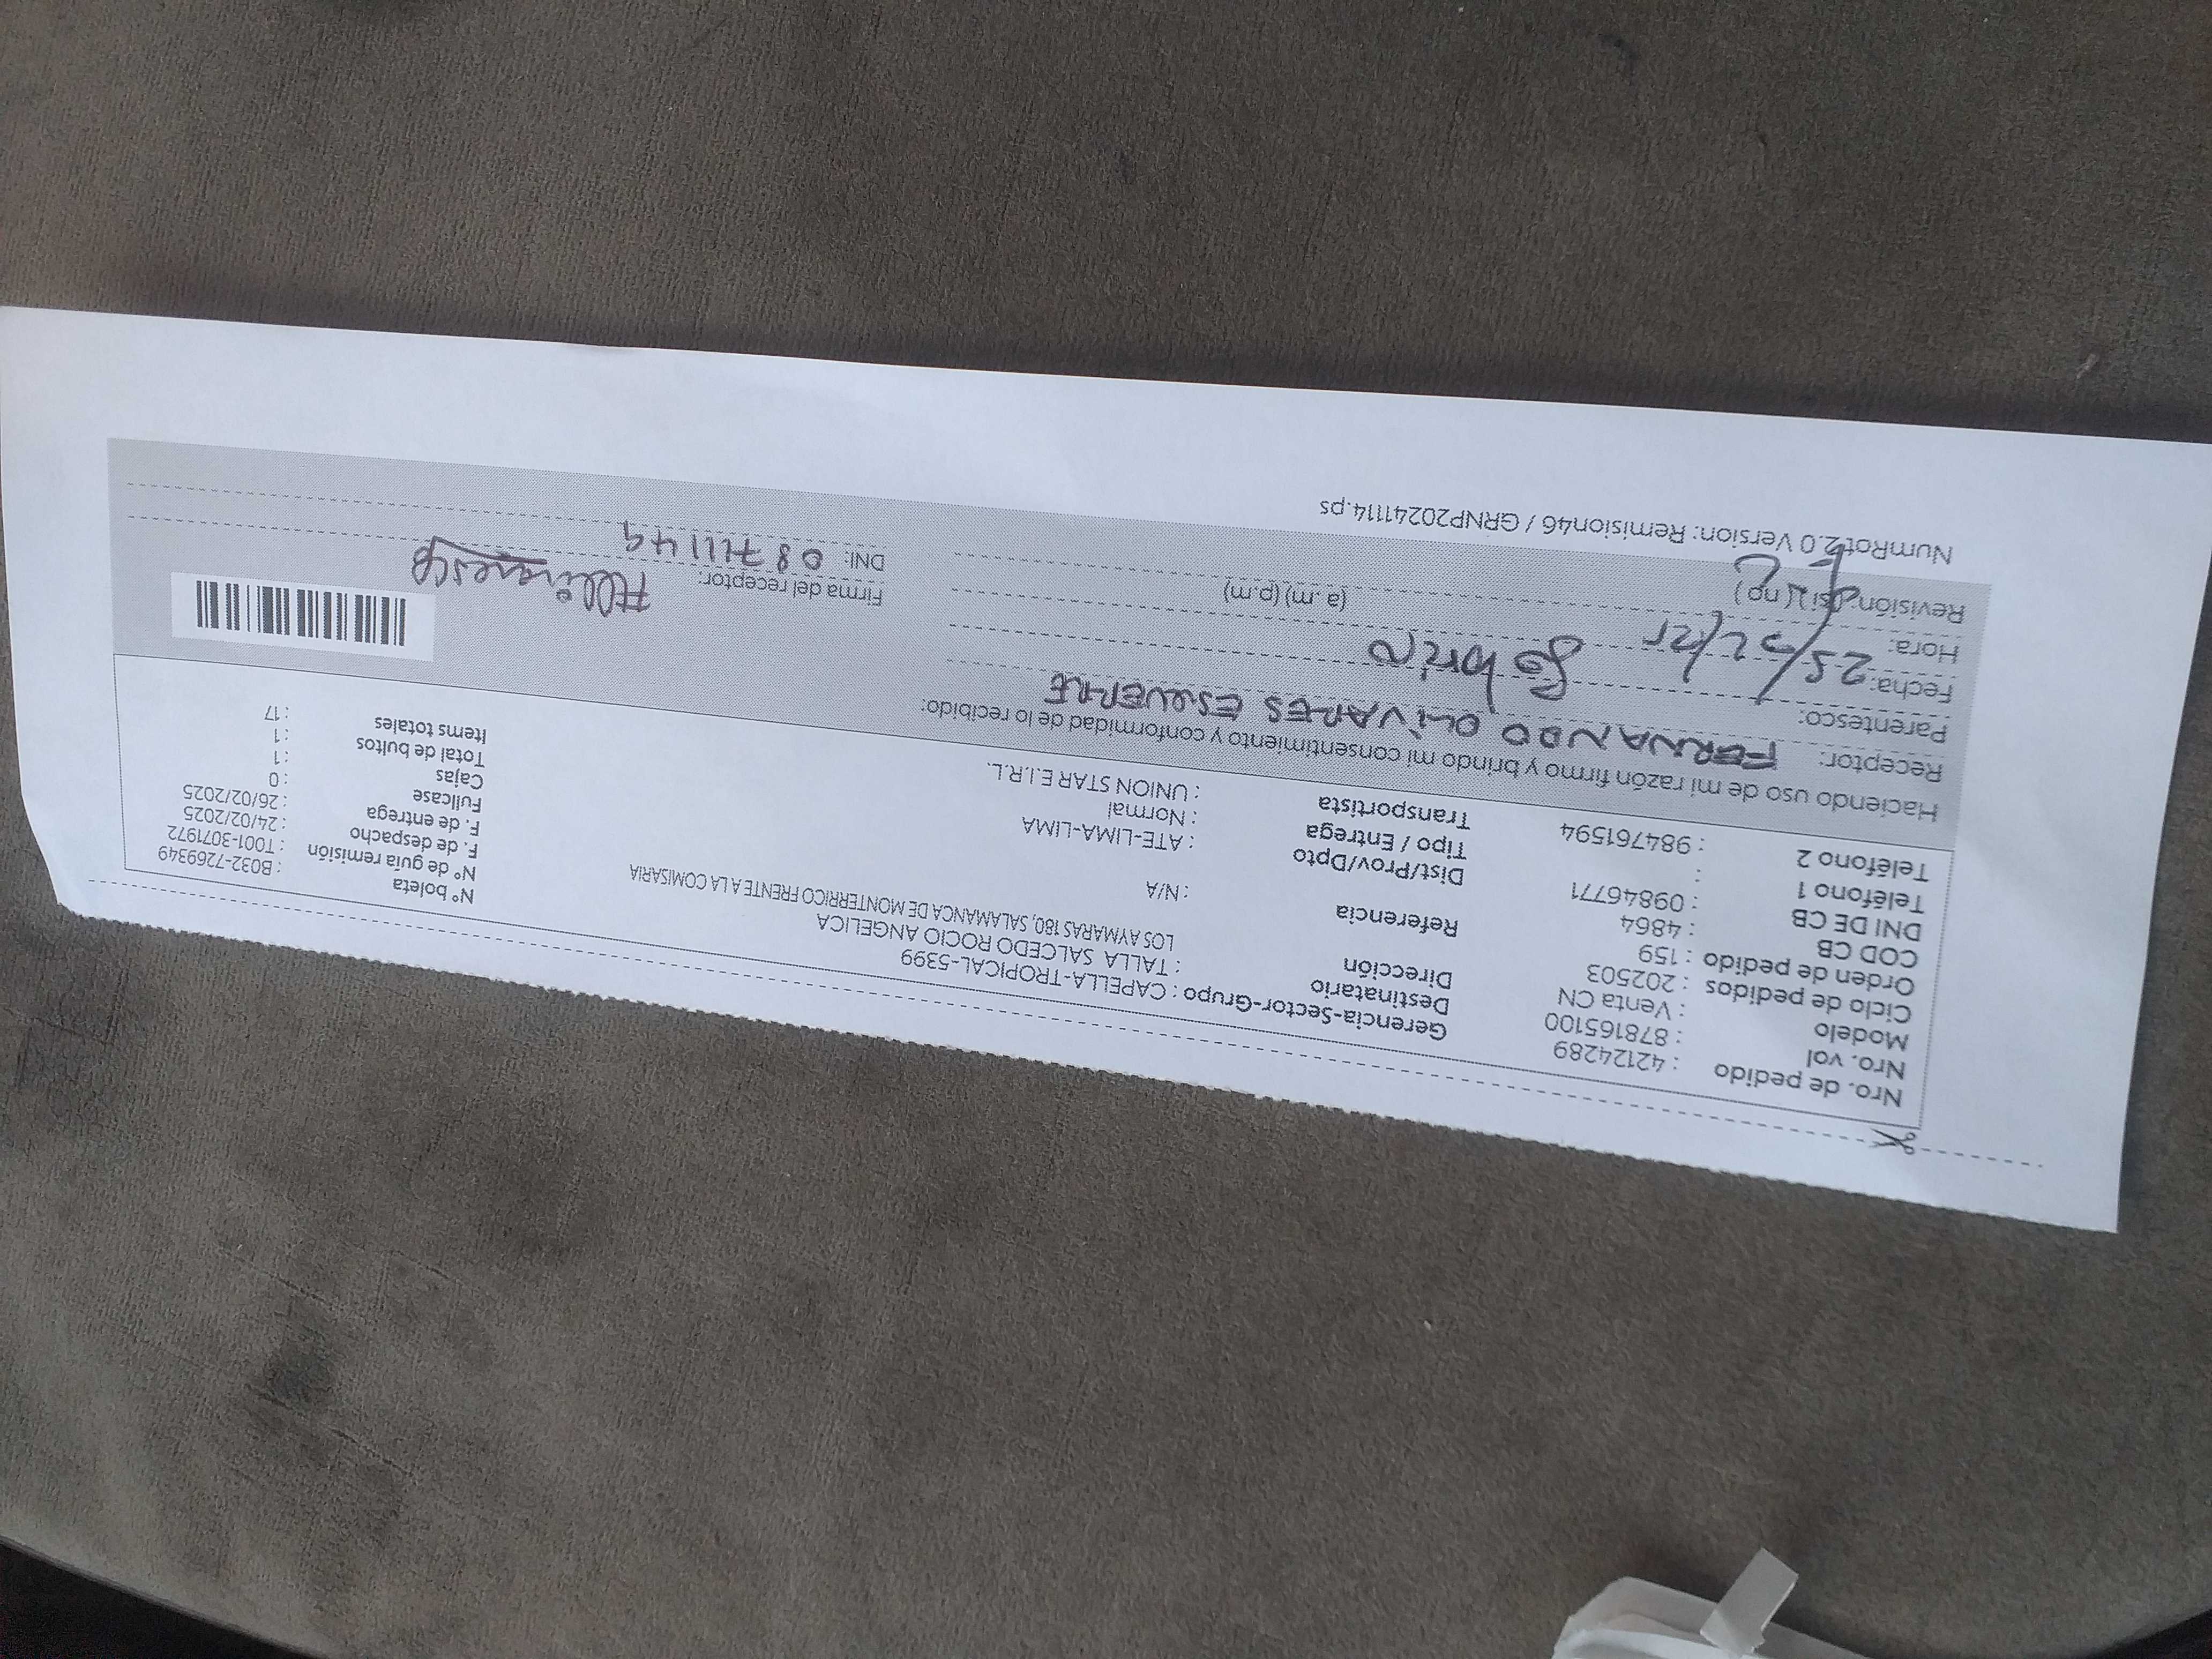 Nro. de pedido : 42124289
Nro. vol : 878165100
Modelo : Venta CN
Ciclo de pedidos : 202503
Orden de pedido : 159
COD CB : 4864
DNI DE CB : 09846771
Teléfono 1 :
Teléfono 2 : 984761594
Gerencia-Sector-Grupo : CAPELLA-TROPICAL-5399
Destinatario : TALLA SALCEDO ROCIO ANGELICA
Dirección LOS AYMARAS 180, SALAMANCA DE MONTERRICO FRENTE A LA COMISARIA
Referencia : N/A
Dist/Prov/Dpto : ATE-LIMA-LIMA
Tipo / Entrega : Normal
Transportista : UNION STAR E.I.R.L.
N° boleta : B032-7269349
N° de guía remisión : T001-3071972
F. de despacho : 24/02/2025
F. de entrega : 26/02/2025
Fullcase : 0
Cajas : 1
Total de bultos : 1
Items totales : 17
Haciendo uso de mi razón firmo y brindo mi consentimiento y conformidad de lo recibido:
Receptor: FERNANDO OLIVARES ESQUERRE
Parentesco:
Fecha:
Hora: (a.m) (p.m)
Revisión: (si) (no)
Firma del receptor:
DNI: 08711149
NumRot 2.0 Version: Remision46 / GRNP20241114.ps